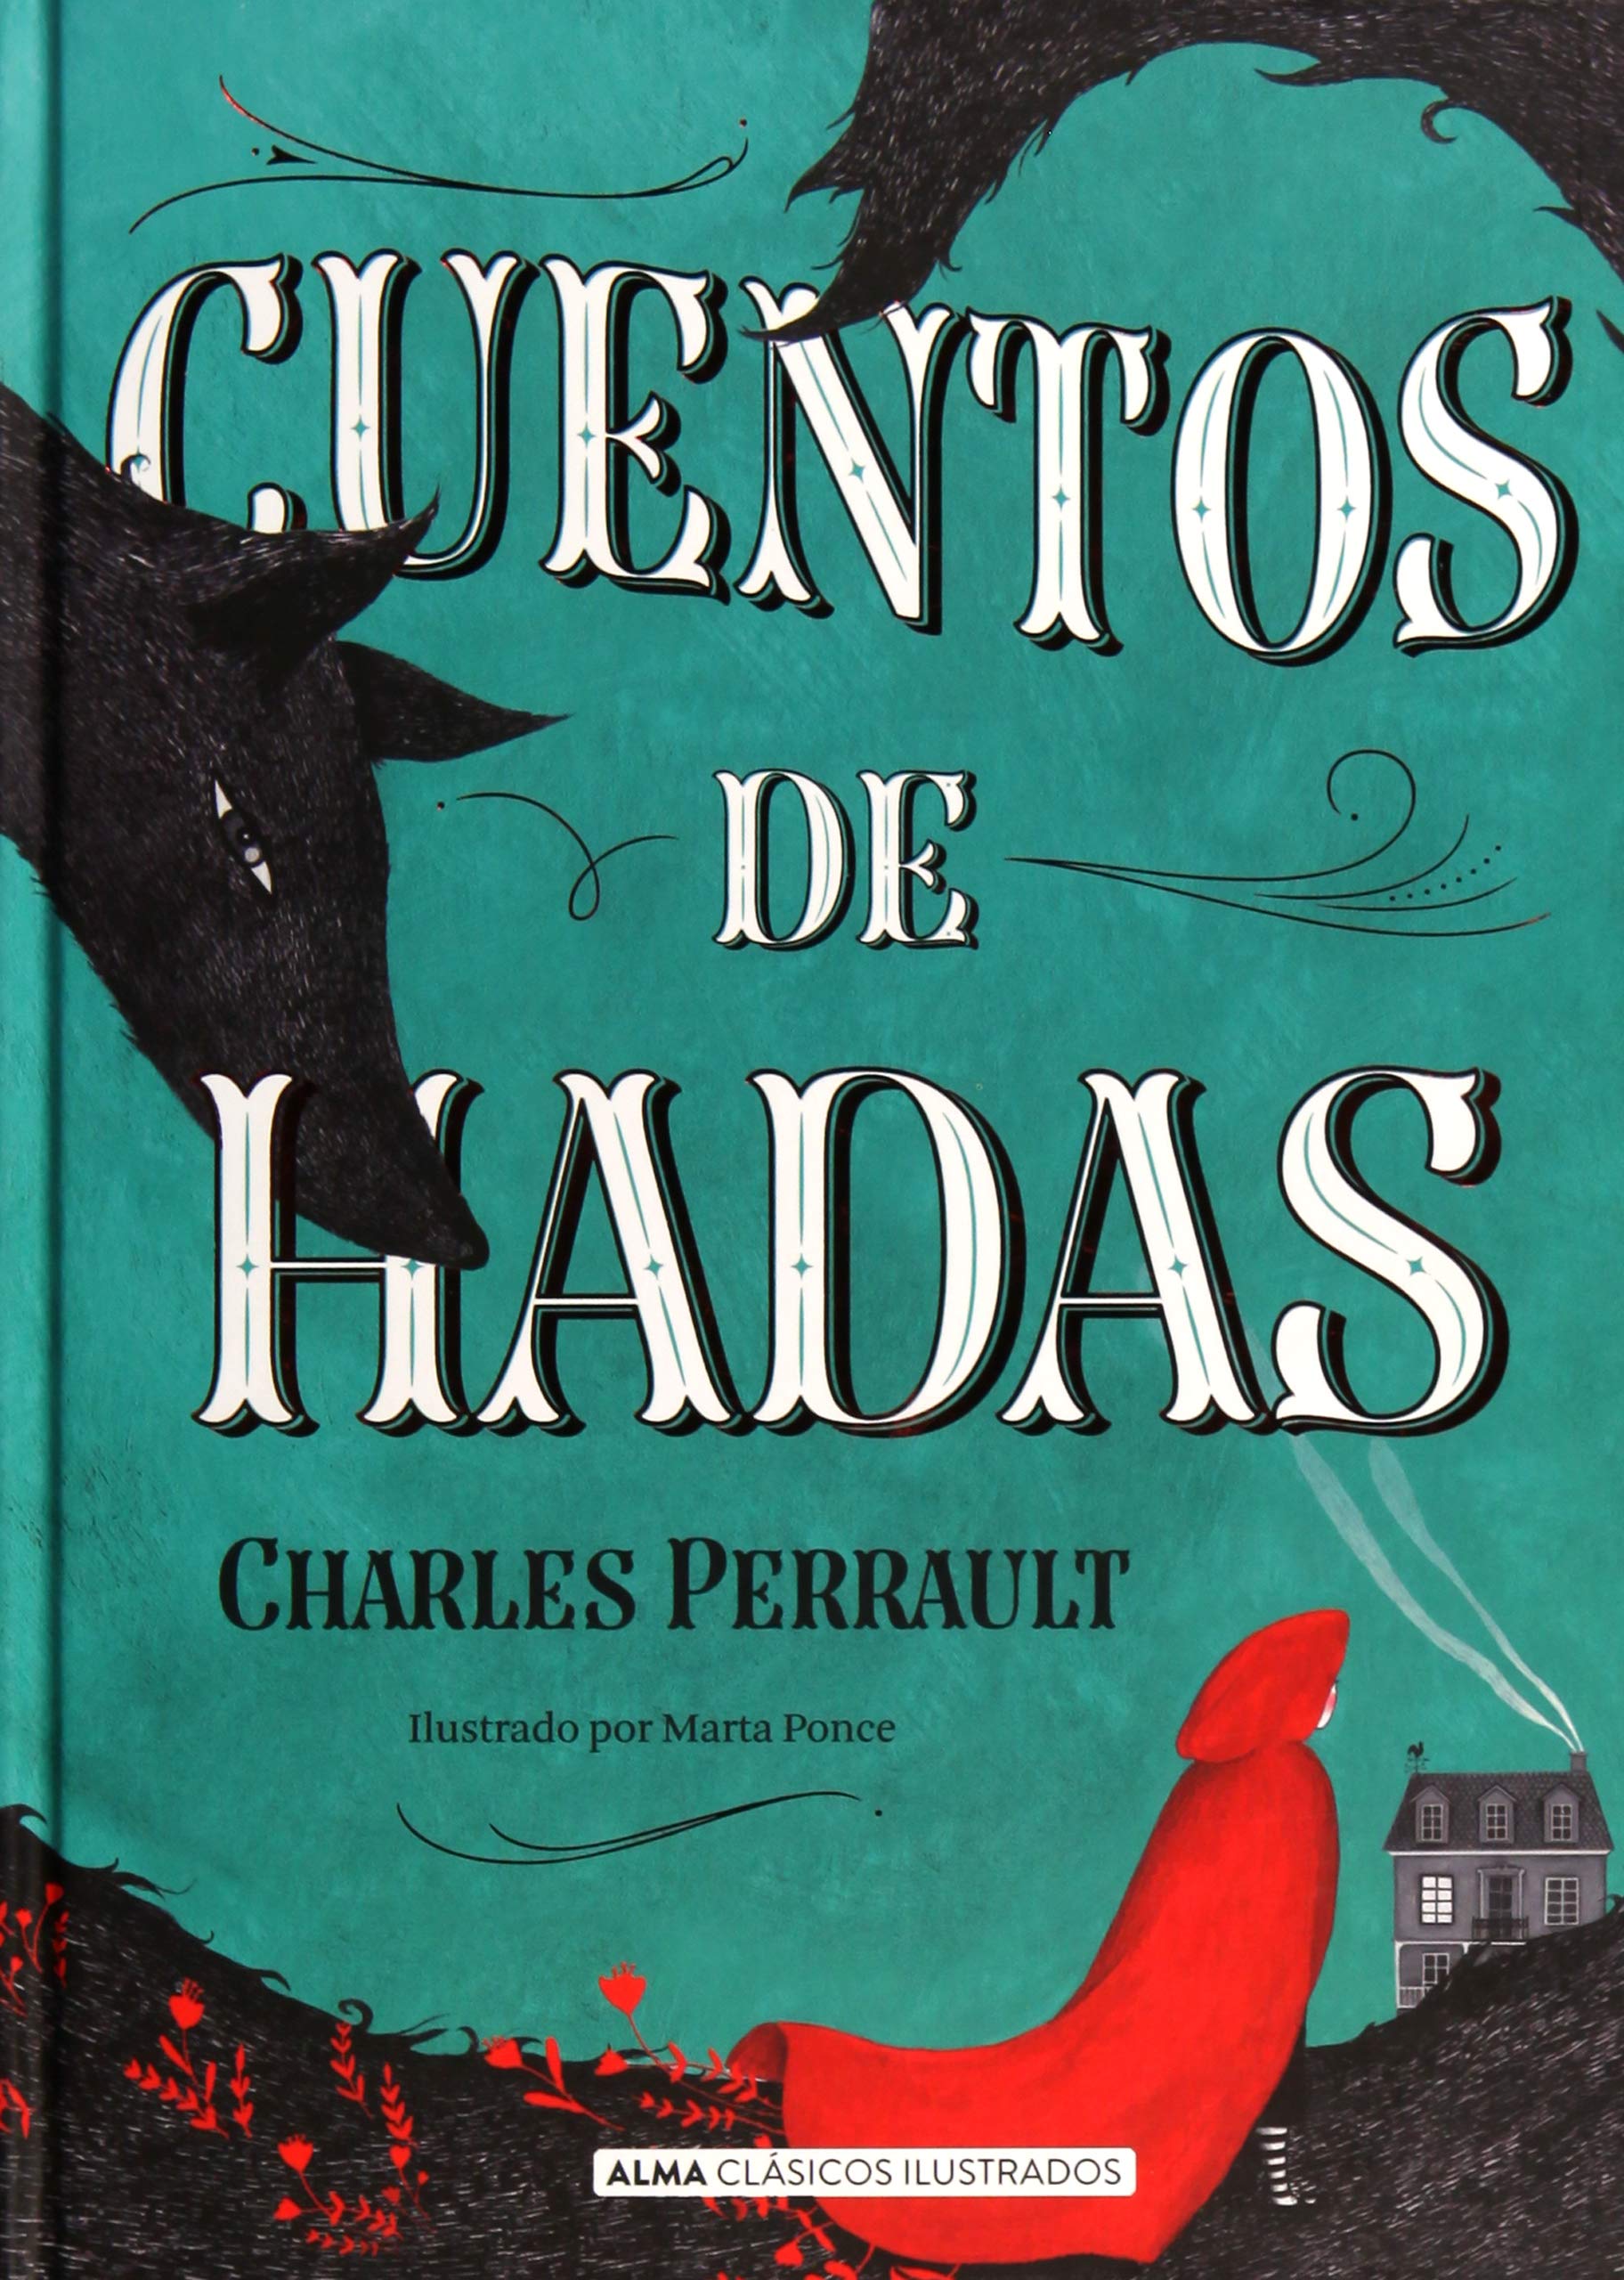 CUENTOS
DE
HADAS
CHARLES PERRAULT
Ilustrado por Marta Ponce
ALMA CLÁSICOS ILUSTRADOS